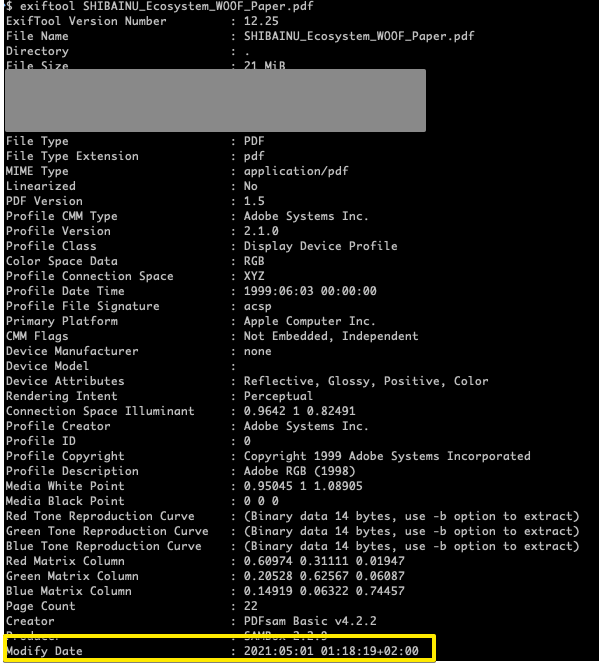 $ exiftool SHIBAINU_Ecosystem_WOOF_Paper.pdf
ExifTool Version Number : 12.25
File Name : SHIBAINU_Ecosystem_WOOF_Paper.pdf
Directory : .
File Size : 21 MiB
File Type : PDF
File Type Extension : pdf
MIME Type : application/pdf
Linearized : No
PDF Version : 1.5
Profile CMM Type : Adobe Systems Inc.
Profile Version : 2.1.0
Profile Class : Display Device Profile
Color Space Data : RGB
Profile Connection Space : XYZ
Profile Date Time : 1999:06:03 00:00:00
Profile File Signature : acsp
Primary Platform : Apple Computer Inc.
CMM Flags : Not Embedded, Independent
Device Manufacturer : none
Device Model :
Device Attributes : Reflective, Glossy, Positive, Color
Rendering Intent : Perceptual
Connection Space Illuminant : 0.9642 1 0.82491
Profile Creator : Adobe Systems Inc.
Profile ID : 0
Profile Copyright : Copyright 1999 Adobe Systems Incorporated
Profile Description : Adobe RGB (1998)
Media White Point : 0.95045 1 1.08905
Media Black Point : 0 0 0
Red Tone Reproduction Curve : (Binary data 14 bytes, use -b option to extract)
Green Tone Reproduction Curve : (Binary data 14 bytes, use -b option to extract)
Blue Tone Reproduction Curve : (Binary data 14 bytes, use -b option to extract)
Red Matrix Column : 0.60974 0.31111 0.01947
Green Matrix Column : 0.20528 0.62567 0.06087
Blue Matrix Column : 0.14919 0.06322 0.74457
Page Count : 22
Creator : PDFsam Basic v4.2.2
Producer :
Modify Date : 2021:05:01 01:18:19+02:00